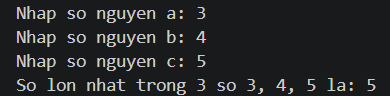 Nhap so nguyen a: 3
Nhap so nguyen b: 4
Nhap so nguyen c: 5
So lon nhat trong 3 so 3, 4, 5 la: 5